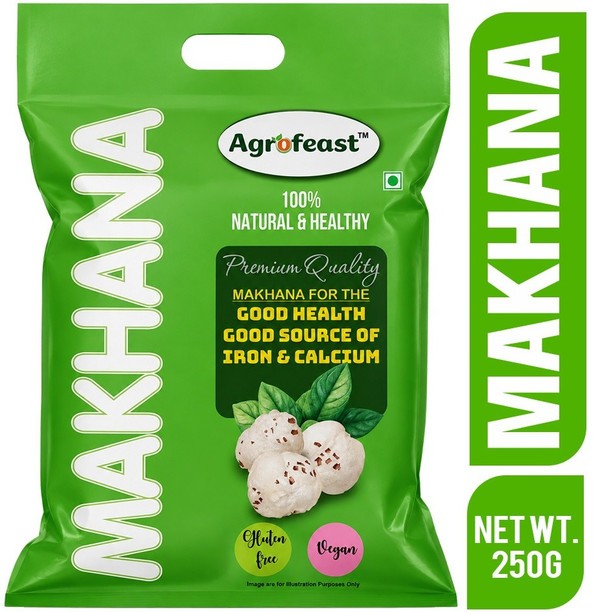 MAKHANA
Agrofeast™
100%
NATURAL & HEALTHY
Premium Quality
MAKHANA FOR THE
GOOD HEALTH
GOOD SOURCE OF
IRON & CALCIUM
Gluten
free
Vegan
Image are for Illustration Purposes Only
MAKHANA
NET WT.
250G